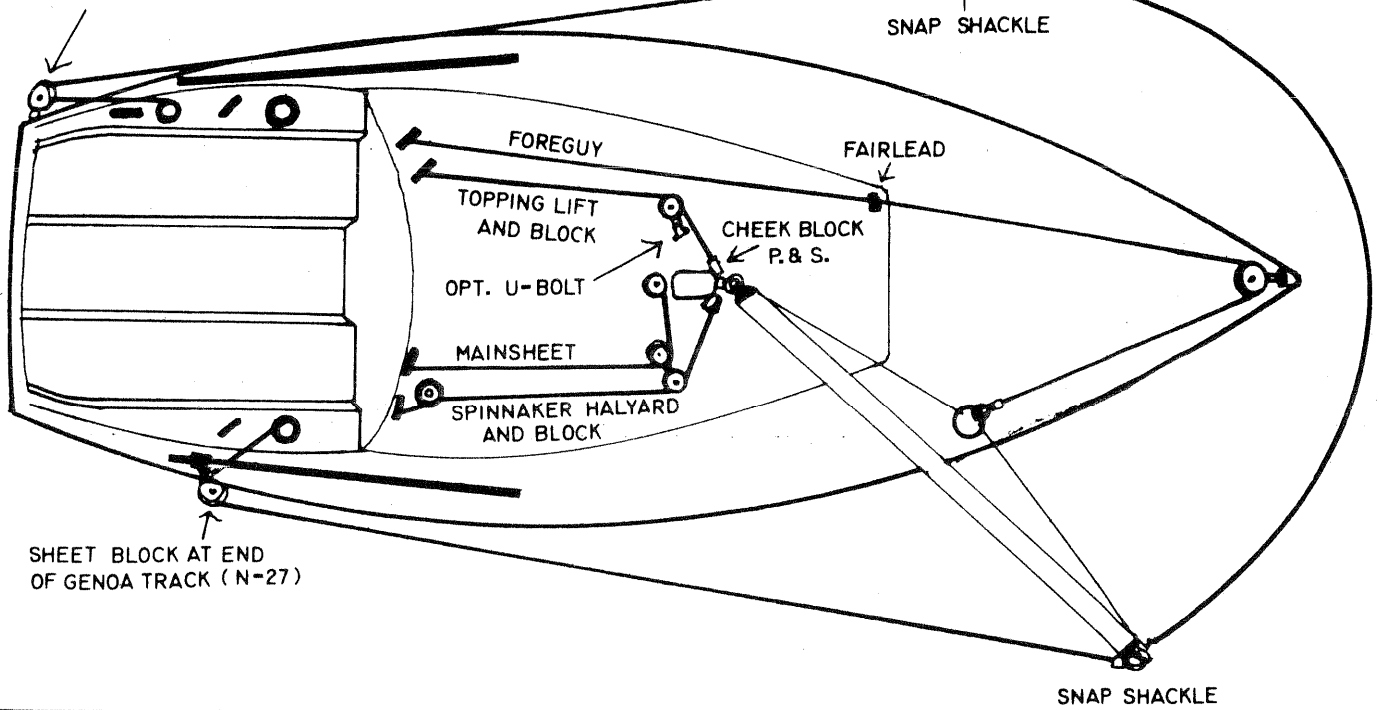 SNAP SHACKLE
FOREGUY
FAIRLEAD
TOPPING LIFT
AND BLOCK
CHEEK BLOCK
P. & S.
OPT. U-BOLT
MAINSHEET
SPINNAKER HALYARD
AND BLOCK
SHEET BLOCK AT END
OF GENOA TRACK (N-27)
SNAP SHACKLE